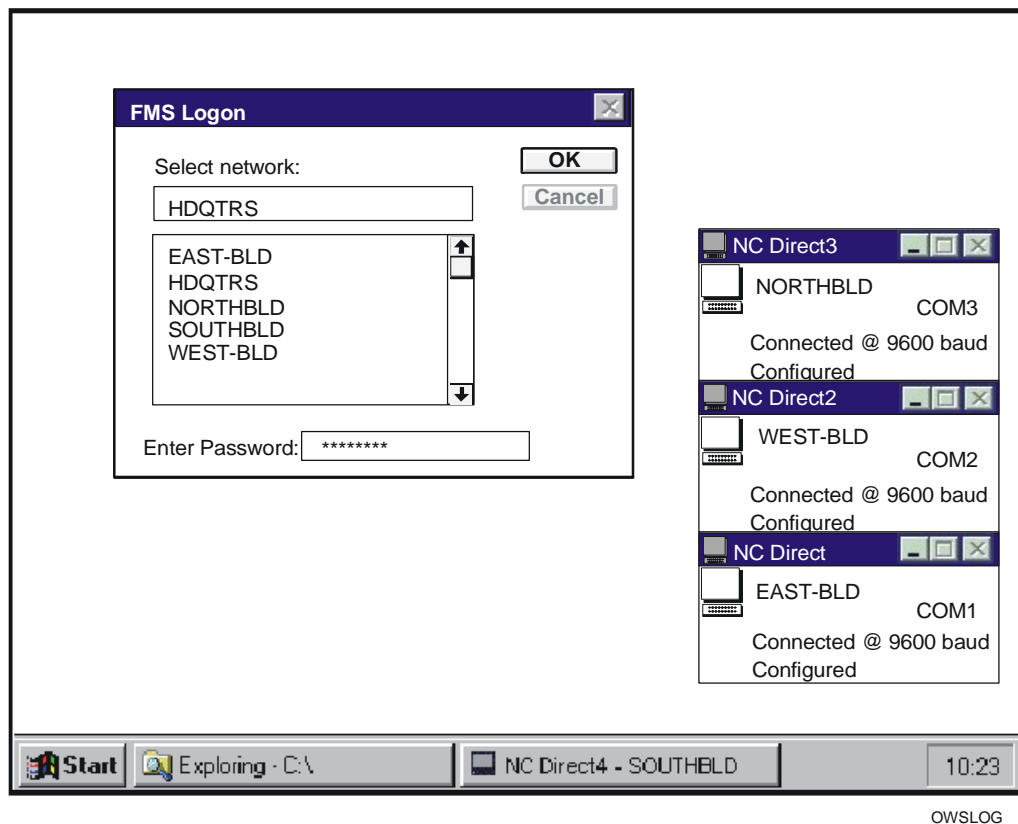 FMS Logon
Select network:
OK
HDQTRS
Cancel
EAST-BLD
HDQTRS
NORTHBLD
SOUTHBLD
WEST-BLD
Enter Password: ********
NC Direct3
NORTHBLD
COM3
Connected @ 9600 baud
Configured
NC Direct2
WEST-BLD
COM2
Connected @ 9600 baud
Configured
NC Direct
EAST-BLD
COM1
Connected @ 9600 baud
Configured
Start
Exploring - C:\
NC Direct4 - SOUTHBLD
10:23
OWSLOG